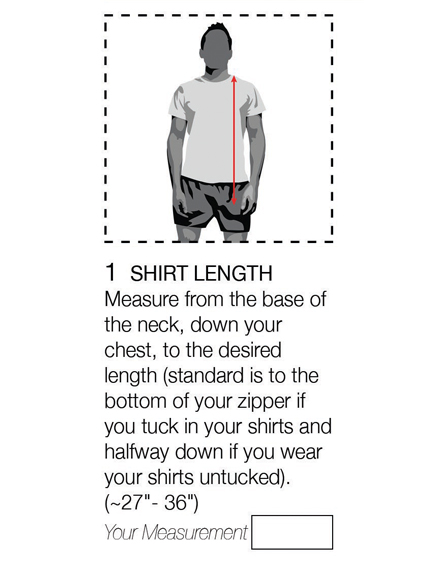 1 SHIRT LENGTH
Measure from the base of
the neck, down your
chest, to the desired
length (standard is to the
bottom of your zipper if
you tuck in your shirts and
halfway down if you wear
your shirts untucked).
(~27"- 36")
Your Measurement